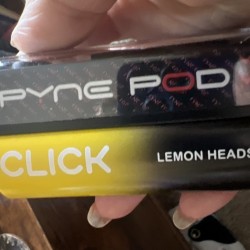 PYNE POD
CLICK
LEMON HEADS